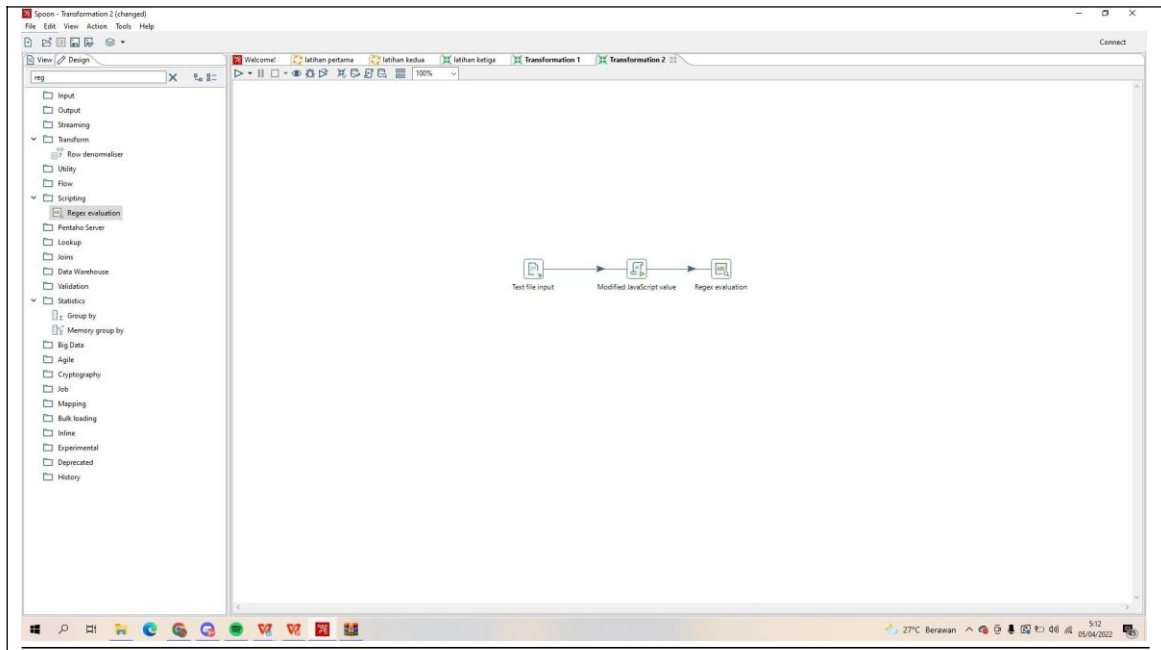 Spoon - Transformation 2 (changed)
File Edit View Action Tools Help
Connect
View Design
Welcome! latihan pertama latihan kedua latihan ketiga Transformation 1 Transformation 2
reg
100%
Input
Output
Streaming
Transform
Row denormaliser
Utility
Flow
Scripting
Regex evaluation
Pentaho Server
Lookup
Joins
Data Warehouse
Validation
Statistics
Group by
Memory group by
Big Data
Agile
Cryptography
Job
Mapping
Bulk loading
Inline
Experimental
Deprecated
History
Text file input Modified JavaScript value Regex evaluation
27°C Berawan
5:12
05/04/2022